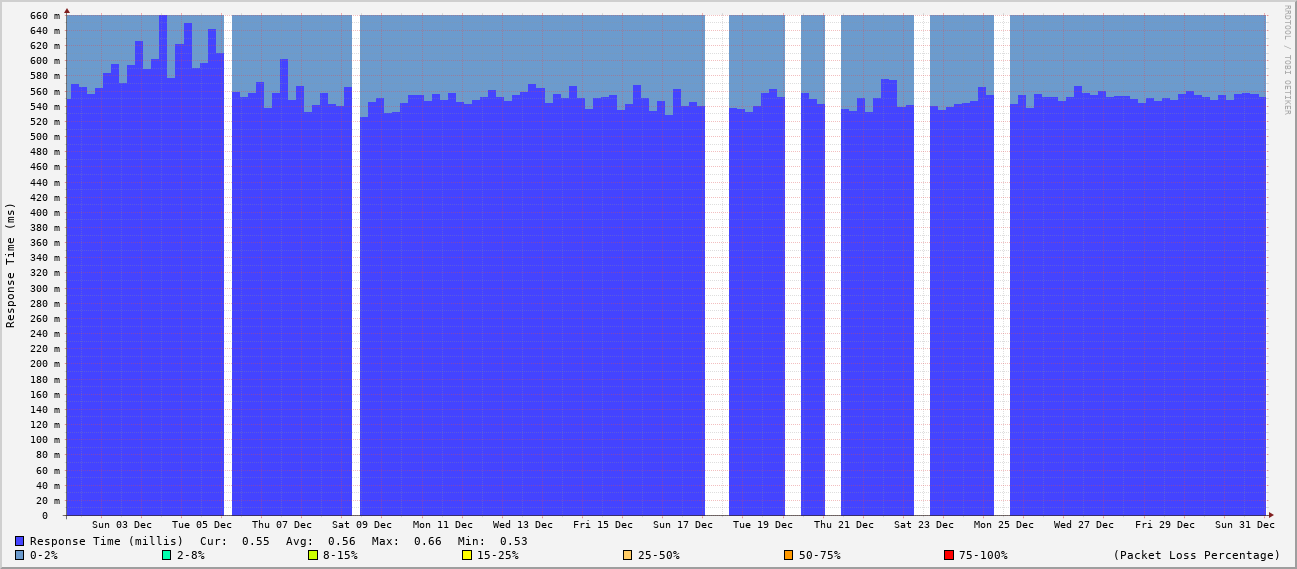 660 m
640 m
620 m
600 m
580 m
560 m
540 m
520 m
500 m
480 m
460 m
440 m
420 m
400 m
380 m
360 m
340 m
320 m
300 m
280 m
260 m
240 m
220 m
200 m
180 m
160 m
140 m
120 m
100 m
80 m
60 m
40 m
20 m
0
Response Time (ms)
RRDTOOL / TOBI OETIKER
Sun 03 Dec Tue 05 Dec Thu 07 Dec Sat 09 Dec Mon 11 Dec Wed 13 Dec Fri 15 Dec Sun 17 Dec Tue 19 Dec Thu 21 Dec Sat 23 Dec Mon 25 Dec Wed 27 Dec Fri 29 Dec Sun 31 Dec
Response Time (millis) Cur: 0.55 Avg: 0.56 Max: 0.66 Min: 0.53
0-2% 2-8% 8-15% 15-25% 25-50% 50-75% 75-100% (Packet Loss Percentage)